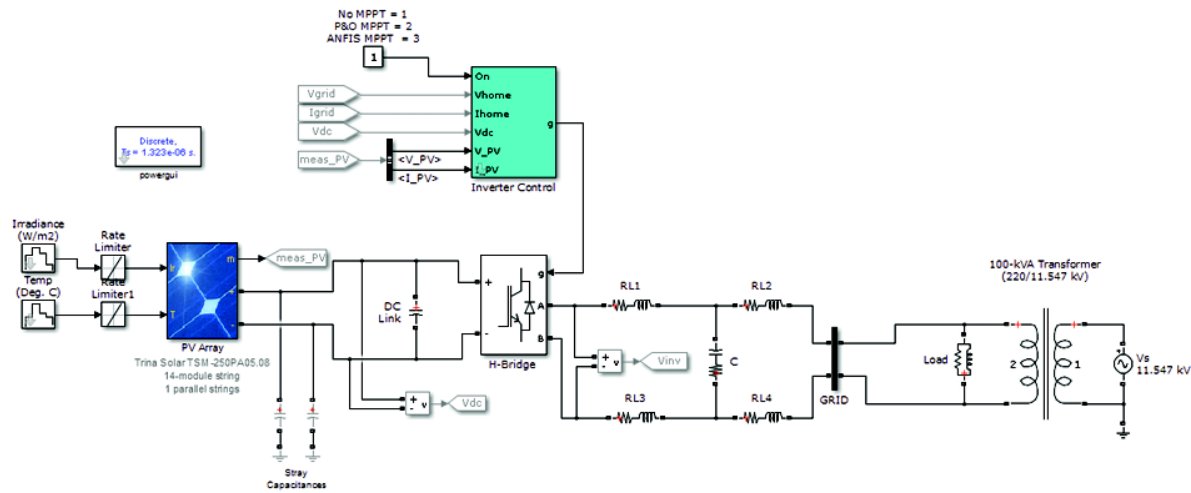 No MPPT = 1
P&O MPPT = 2
ANFIS MPPT = 3
1
On
Vgrid
Vhome
Igrid
Ihome
Vdc
Vdc
g
meas_PV
V_PV
<V_PV>
I_PV
<I_PV>
Inverter Control
Discrete,
Ts = 1.323e-06 s.
powergui
Irradiance
(W/m2)
Rate
Limiter
Temp
(Deg. C)
Rate
Limiter1
Ir
T
m
+
-
meas_PV
PV Array
Trina Solar TSM-250PA05.08
14-module string
1 parallel strings
DC
Link
+
-
g
A
B
H-Bridge
RL1
RL2
+
-
v
Vinv
C
RL3
RL4
GRID
+
-
v
Vdc
Stray
Capacitances
100-kVA Transformer
(220/11.547 kV)
Load
+
2
+
1
Vs
11.547 kV